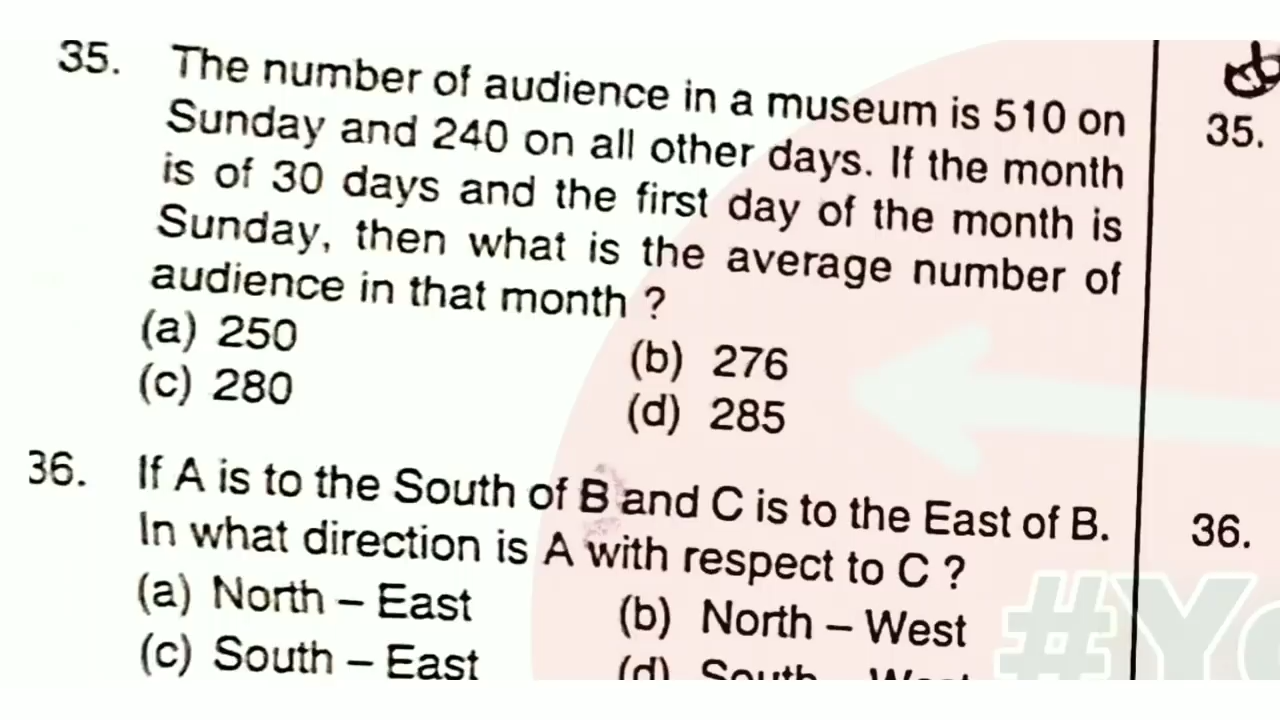 35. The number of audience in a museum is 510 on
Sunday and 240 on all other days. If the month
is of 30 days and the first day of the month is
Sunday, then what is the average number of
audience in that month ?
(a) 250
(b) 276
(c) 280
(d) 285
36. If A is to the South of B and C is to the East of B.
In what direction is A with respect to C ?
(a) North – East
(b) North – West
(c) South – East
(d) South West
35.
36.